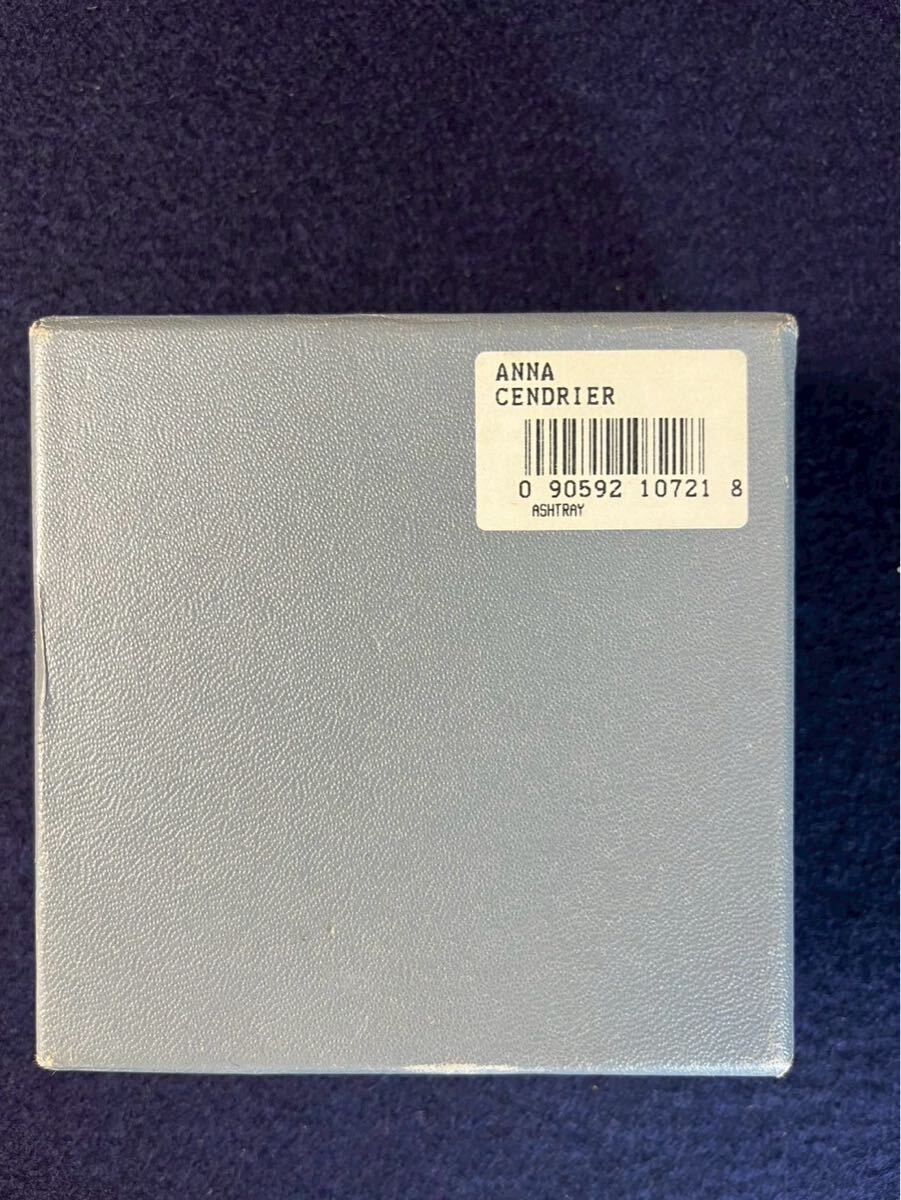 ANNA
CENDRIER
0 90592 10721 8
ASHTRAY